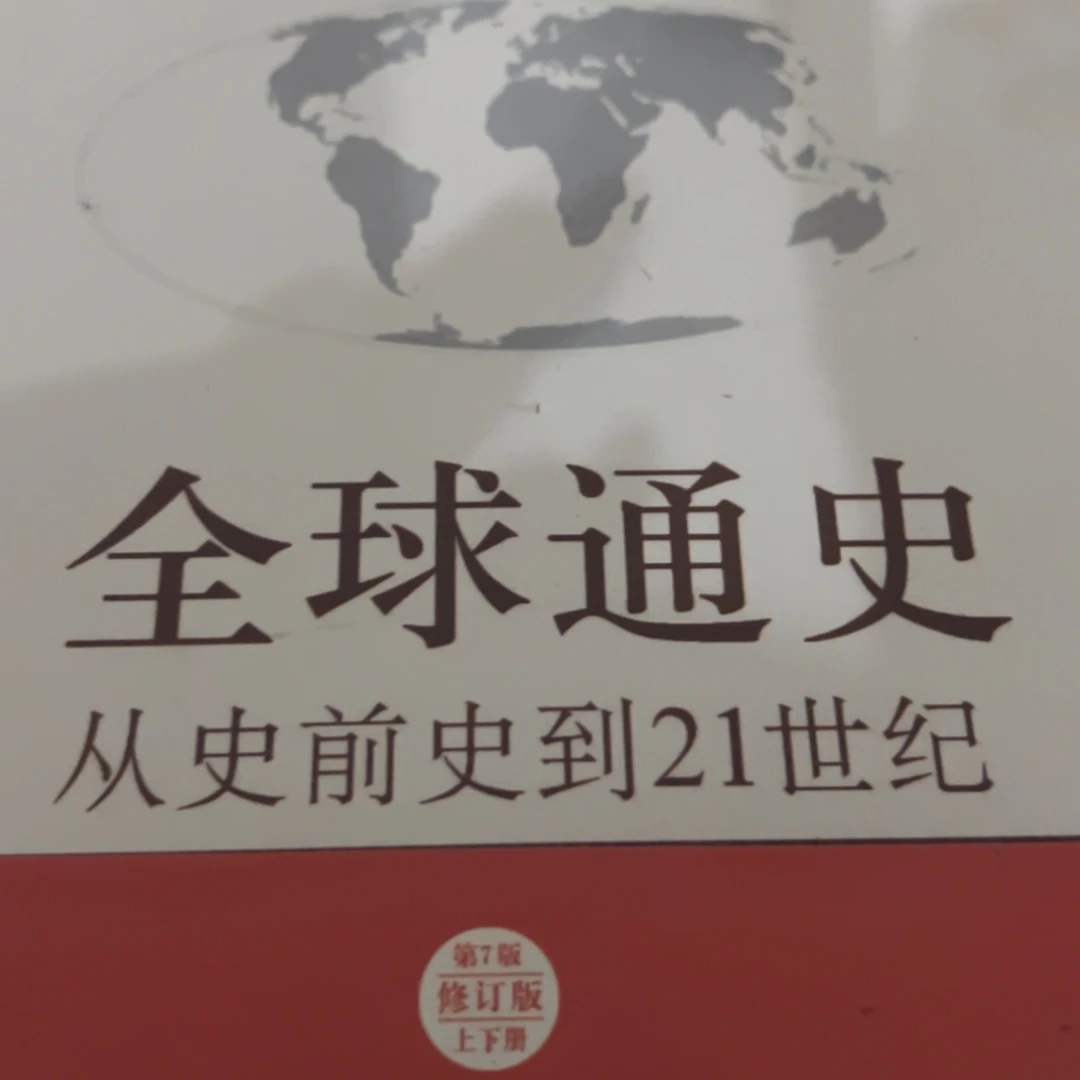 全球通史
从史前史到21世纪
第7版
修订版
上下册